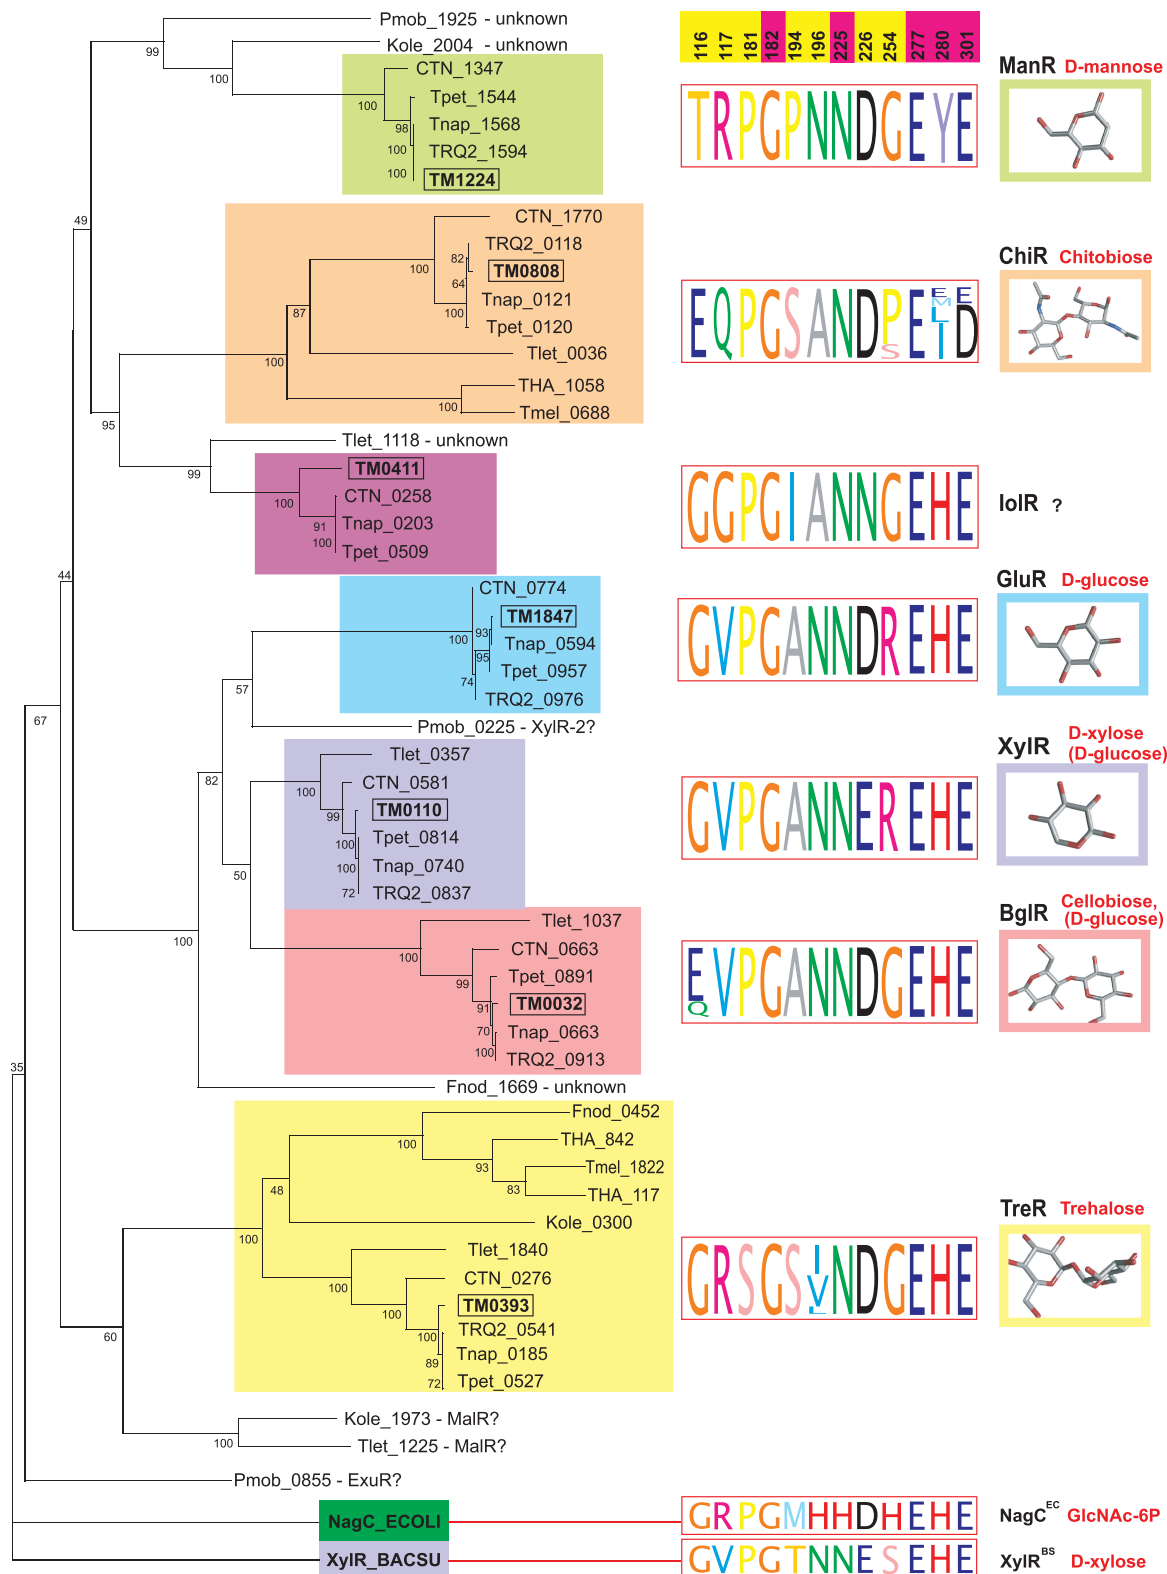 Pmob_1925 - unknown
Kole_2004 - unknown
99
100
CTN_1347
Tpet_1544
Tnap_1568
TRQ2_1594
TM1224
100
98
100
100
116 117 181 182 194 196 225 226 254 277 280 301
TRPGPNNDGEYE
ManR D-mannose
49
CTN_1770
TRQ2_0118
TM0808
Tnap_0121
Tpet_0120
Tlet_0036
THA_1058
Tmel_0688
82
100
64
100
87
100
100
EQPGSANDPEEE
M
L
S I D
ChiR Chitobiose
95
Tlet_1118 - unknown
99
TM0411
CTN_0258
Tnap_0203
Tpet_0509
100
91
100
GGPGIANNGEHE
IolR ?
44
CTN_0774
TM1847
Tnap_0594
Tpet_0957
TRQ2_0976
100
93
95
74
GVPGANNDREHE
GluR D-glucose
57
67
Pmob_0225 - XylR-2?
82
Tlet_0357
CTN_0581
TM0110
Tpet_0814
Tnap_0740
TRQ2_0837
100
99
100
100
72
GVPGANNEREHE
XylR D-xylose
(D-glucose)
50
100
Tlet_1037
CTN_0663
Tpet_0891
TM0032
Tnap_0663
TRQ2_0913
100
99
91
70
100
EVPGANNDGEHE
Q
BglR Cellobiose,
(D-glucose)
35
Fnod_1669 - unknown
Fnod_0452
THA_842
Tmel_1822
THA_117
Kole_0300
Tlet_1840
CTN_0276
TM0393
TRQ2_0541
Tnap_0185
Tpet_0527
100
93
83
48
100
100
100
100
89
72
GRSGSINDGEHE
V
L
TreR Trehalose
60
Kole_1973 - MalR?
100
Tlet_1225 - MalR?
Pmob_0855 - ExuR?
NagC_ECOLI
GRPGMHHDHEHE
NagC EC GlcNAc-6P
XylR_BACSU
GVPGTNNESEHE
XylR BS D-xylose